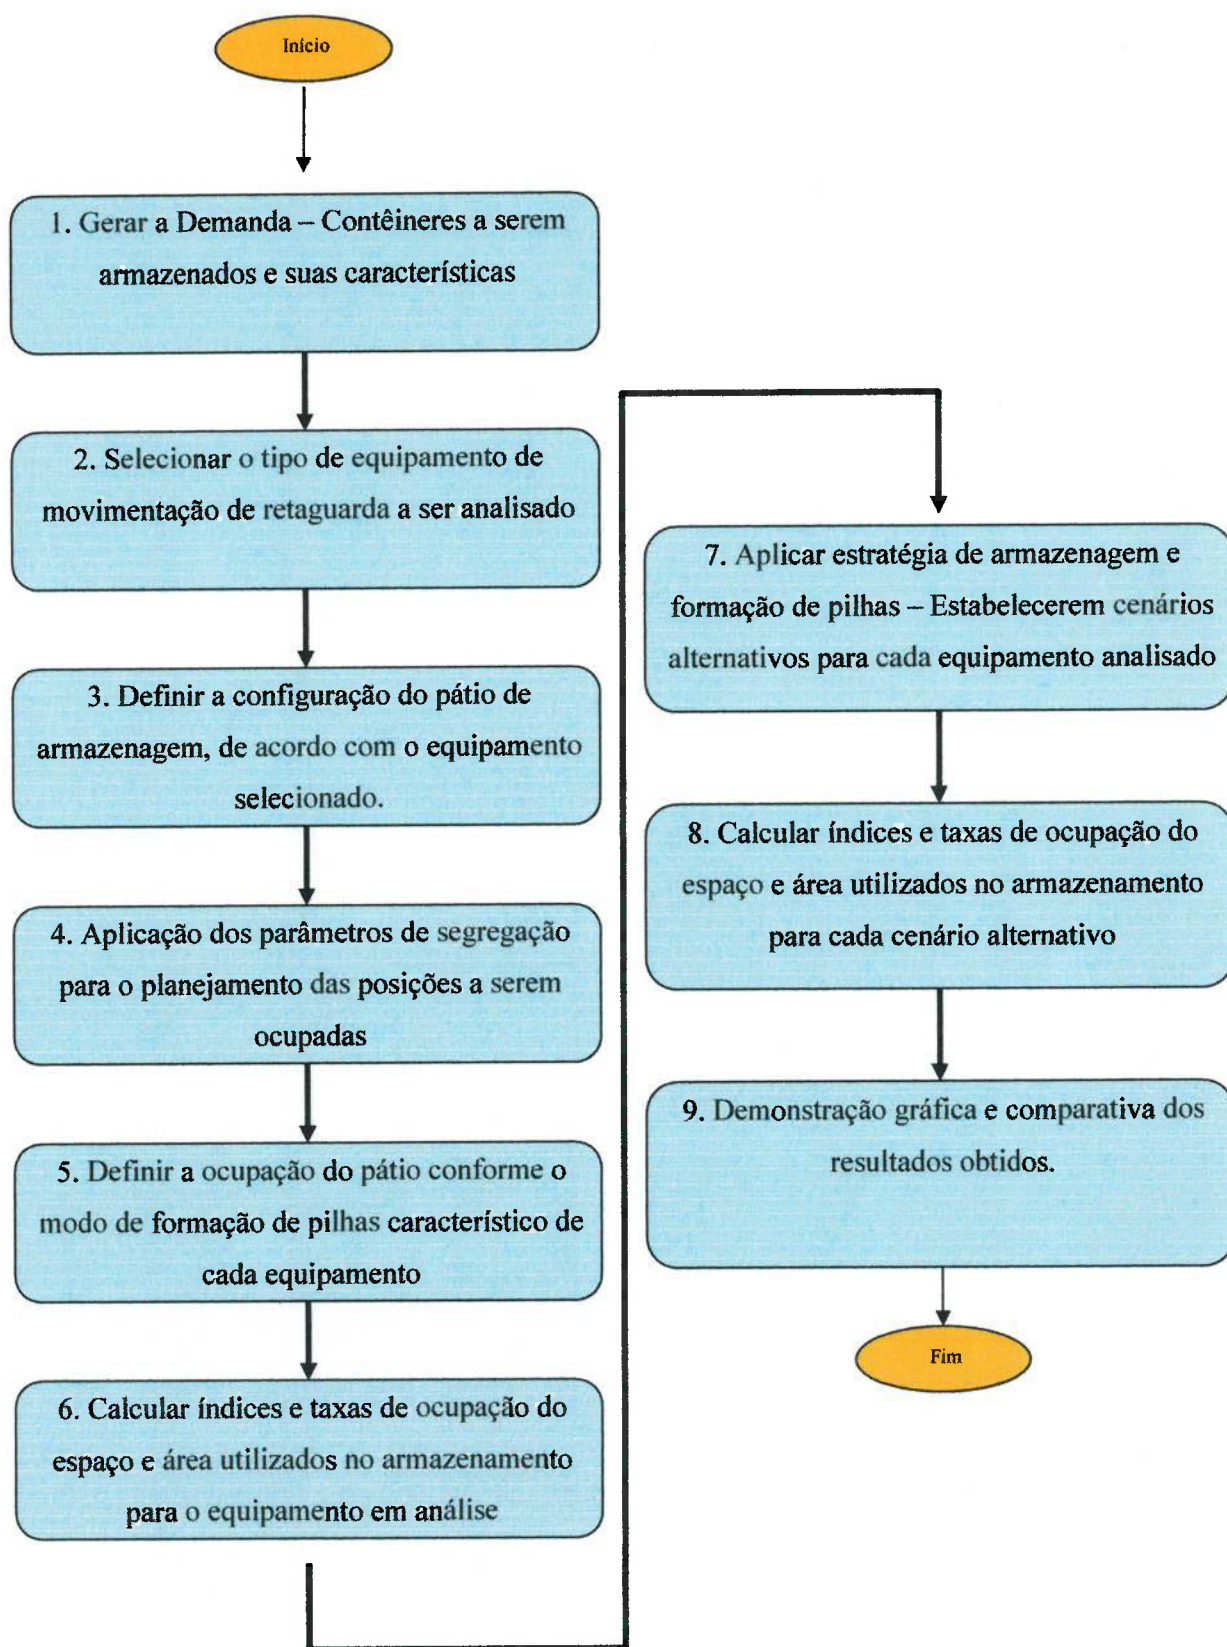 Início
1. Gerar a Demanda – Contêineres a serem
armazenados e suas características
2. Selecionar o tipo de equipamento de
movimentação de retaguarda a ser analisado
3. Definir a configuração do pátio de
armazenagem, de acordo com o equipamento
selecionado.
4. Aplicação dos parâmetros de segregação
para o planejamento das posições a serem
ocupadas
5. Definir a ocupação do pátio conforme o
modo de formação de pilhas característico de
cada equipamento
6. Calcular índices e taxas de ocupação do
espaço e área utilizados no armazenamento
para o equipamento em análise
7. Aplicar estratégia de armazenagem e
formação de pilhas – Estabelecerem cenários
alternativos para cada equipamento analisado
8. Calcular índices e taxas de ocupação do
espaço e área utilizados no armazenamento
para cada cenário alternativo
9. Demonstração gráfica e comparativa dos
resultados obtidos.
Fim